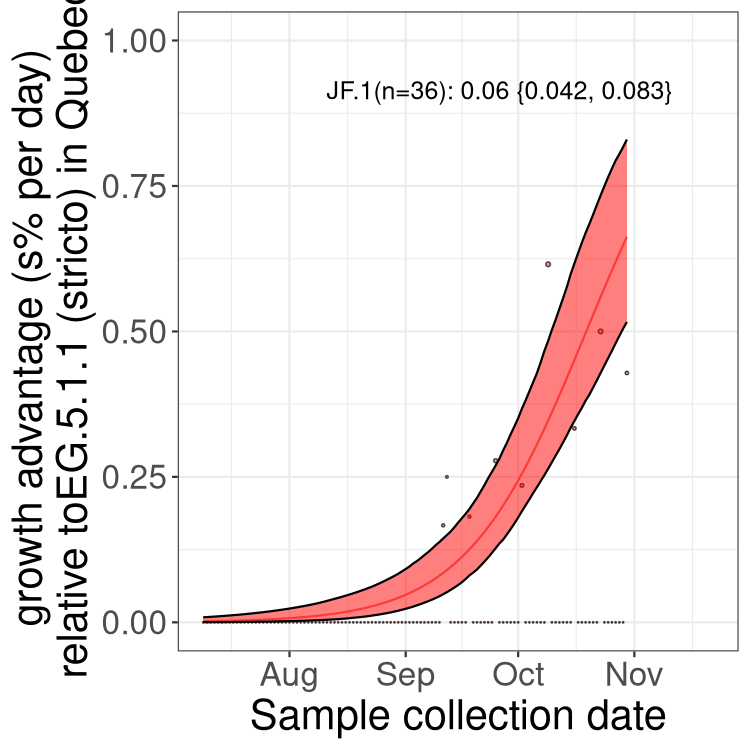 growth advantage (s% per day)
relative toEG.5.1.1 (stricto) in Quebec
1.00
0.75
0.50
0.25
0.00
JF.1(n=36): 0.06 {0.042, 0.083}
Aug Sep Oct Nov
Sample collection date